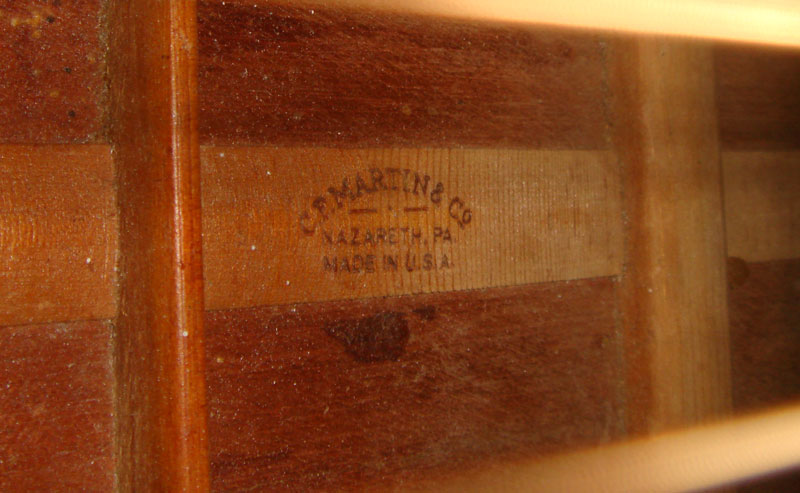 C.F. MARTIN & CO.
NAZARETH, PA.
MADE IN U.S.A.